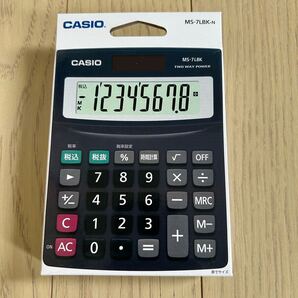 CASIO MS-7LBK-N
CASIO MS-7LBK
TWO WAY POWER
税込
-12345678.
M K
税率 税率設定
税込 税抜 % 時間計算 √ OFF
▶ 7 8 9 × ÷
+/- 4 5 6 - MRC
C 1 2 3 + M-
ON AC 0 00 . = M+